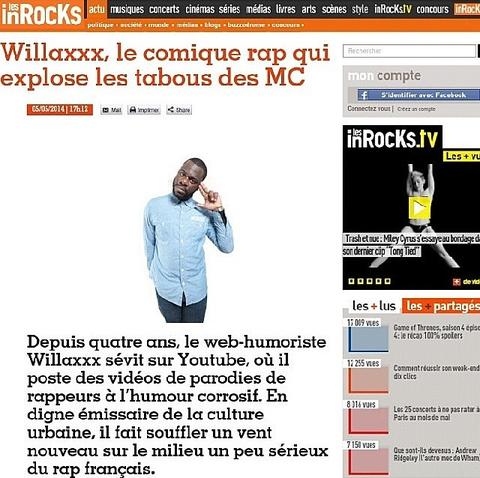 les
inRocKs
actu musiques concerts cinémas séries médias livres arts scènes style inRocKs.TV concours inRocK
politique • société • monde • médias • blogs • buzzodrome • concours •
Willaxxx, le comique rap qui
explose les tabous des MC
05/05/2014 | 17h12
Mail Imprimer Share
Rechercher
mon compte
S'identifier avec Facebook
Connectez vous | Créez un compte
les
inRocKs.TV
Les + vu
Trash et nue : Miley Cyrus s'essaye au bondage da
son dernier clip "Tong Tied"
+ de vidé
les + lus les + partagés
17 009 vues
Game of Thrones, saison 4 épiso
4: le récap 100% spoilers
12 255 vues
Comment réussir son week-end
dix clics
8 316 vues
Les 25 concerts à ne pas rater à
Paris au mois de mai
7 150 vues
Que sont-ils devenus : Andrew
Ridgeley (l'autre mec de Wham)
Depuis quatre ans, le web-humoriste
Willaxxx sévit sur Youtube, où il
poste des vidéos de parodies de
rappeurs à l'humour corrosif. En
digne émissaire de la culture
urbaine, il fait souffler un vent
nouveau sur le milieu un peu sérieux
du rap français.